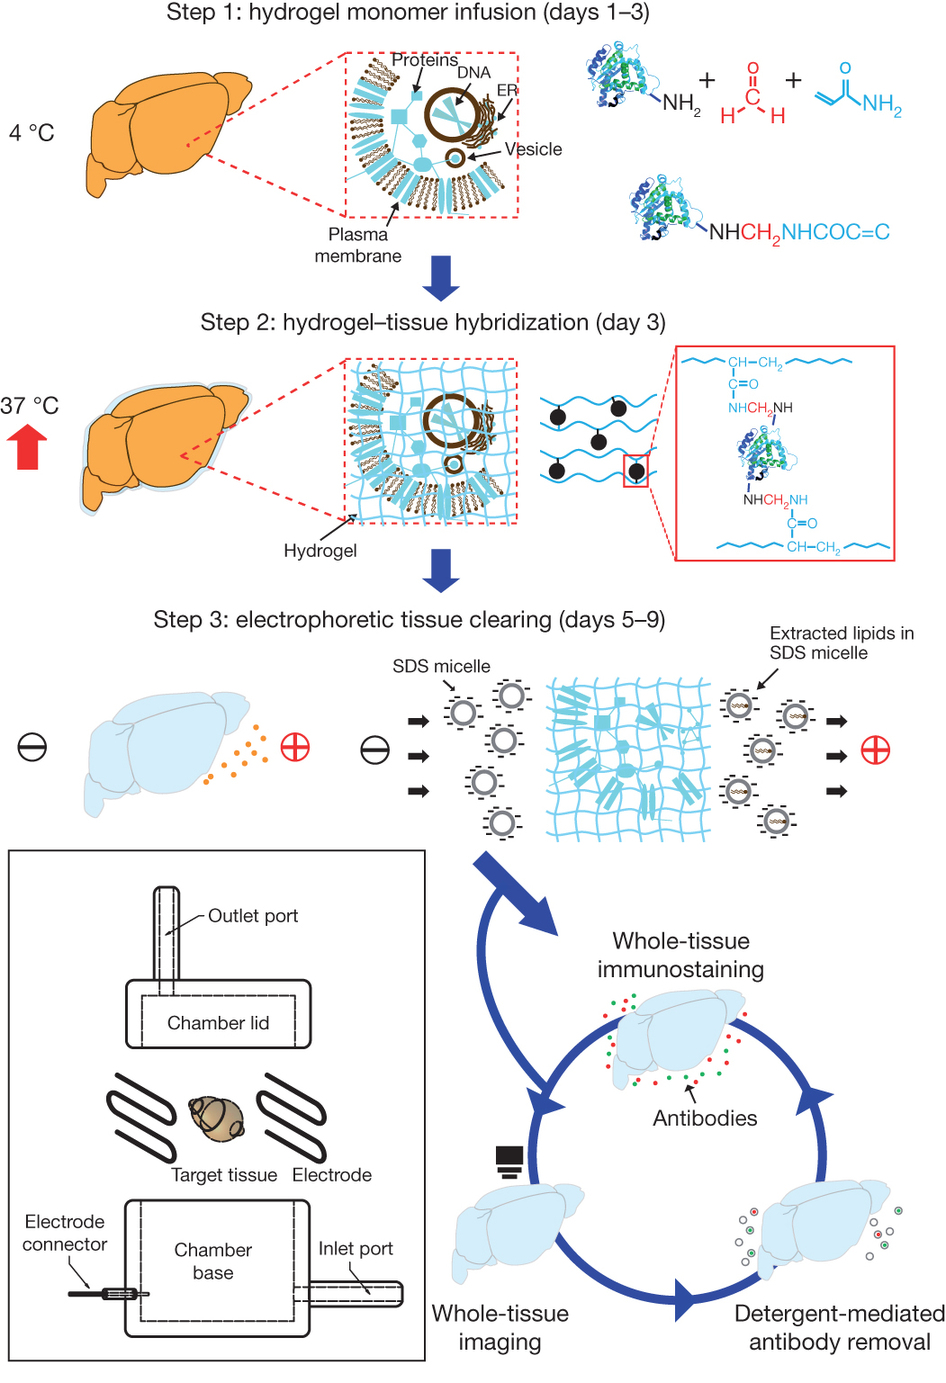 Step 1: hydrogel monomer infusion (days 1–3)
4 °C
Proteins
DNA
ER
Vesicle
Plasma
membrane
NH2
+
O
H H
+
O
NH2
NHCH2NHCOC=C
Step 2: hydrogel–tissue hybridization (day 3)
37 °C
Hydrogel
CH–CH2
C=O
NHCH2NH
NHCH2NH
C=O
CH–CH2
Step 3: electrophoretic tissue clearing (days 5–9)
SDS micelle
Extracted lipids in
SDS micelle
Outlet port
Chamber lid
Target tissue
Electrode
Electrode
connector
Chamber
base
Inlet port
Whole-tissue
immunostaining
Antibodies
Whole-tissue
imaging
Detergent-mediated
antibody removal